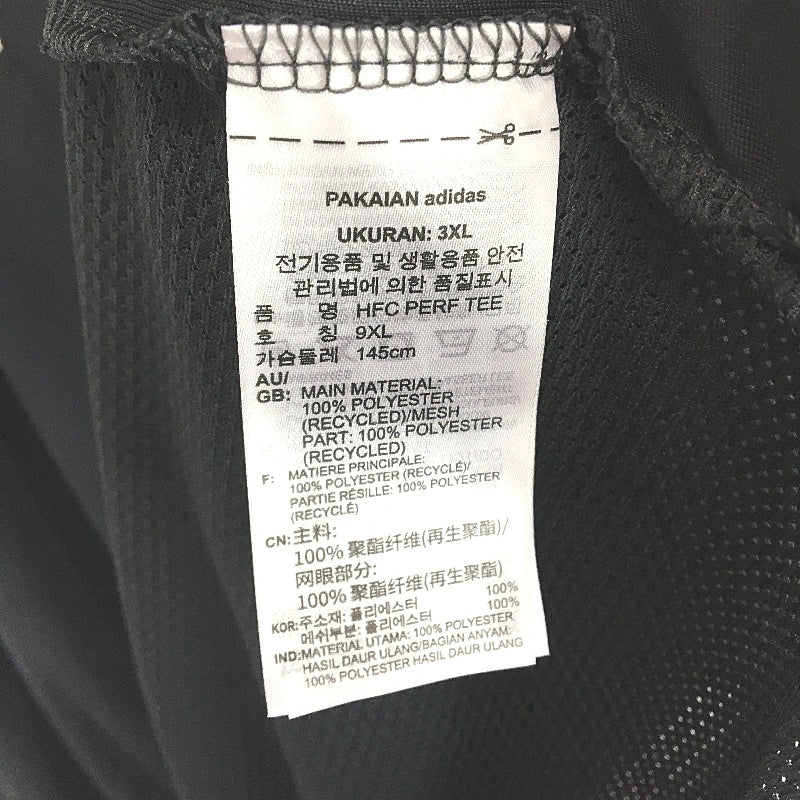 PAKAIAN adidas
UKURAN: 3XL
전기용품 및 생활용품 안전
관리법에 의한 품질표시
품 명 HFC PERF TEE
호 칭 9XL
가슴둘레 145cm
AU/
GB: MAIN MATERIAL:
100% POLYESTER
(RECYCLED)/MESH
PART: 100% POLYESTER
(RECYCLED)
F: MATIERE PRINCIPALE:
100% POLYESTER (RECYCLÉ)/
PARTIE RÉSILLE: 100% POLYESTER
(RECYCLÉ)
CN: 主料:
100% 聚酯纤维(再生聚酯)/
网眼部分:
100% 聚酯纤维(再生聚酯)
KOR: 주소재: 폴리에스터 100%
메쉬부분: 폴리에스터 100%
IND: MATERIAL UTAMA: 100% POLYESTER
HASIL DAUR ULANG/BAGIAN ANYAM:
100% POLYESTER HASIL DAUR ULANG